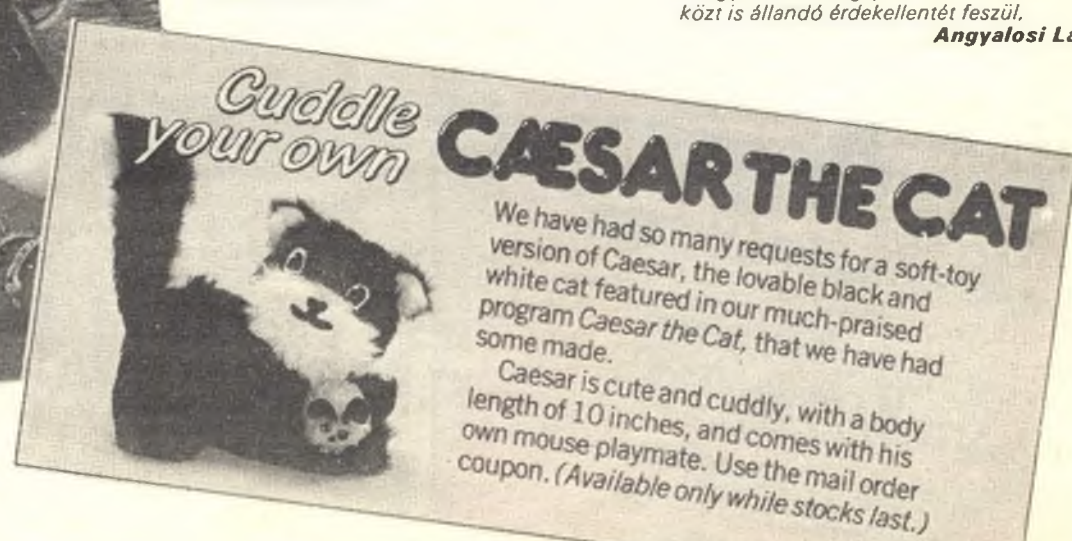 közt is állandó érdekellentét feszül.
Angyalosi
Cuddle
your own
CÆSAR THE CAT
We have had so many requests for a soft-toy
version of Caesar, the lovable black and
white cat featured in our much-praised
program Caesar the Cat, that we have had
some made.
Caesar is cute and cuddly, with a body
length of 10 inches, and comes with his
own mouse playmate. Use the mail order
coupon. (Available only while stocks last.)